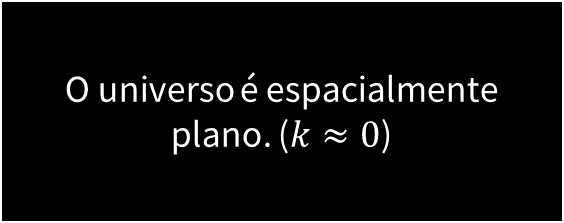 O universo é espacialmente
plano. (k ≈ 0)